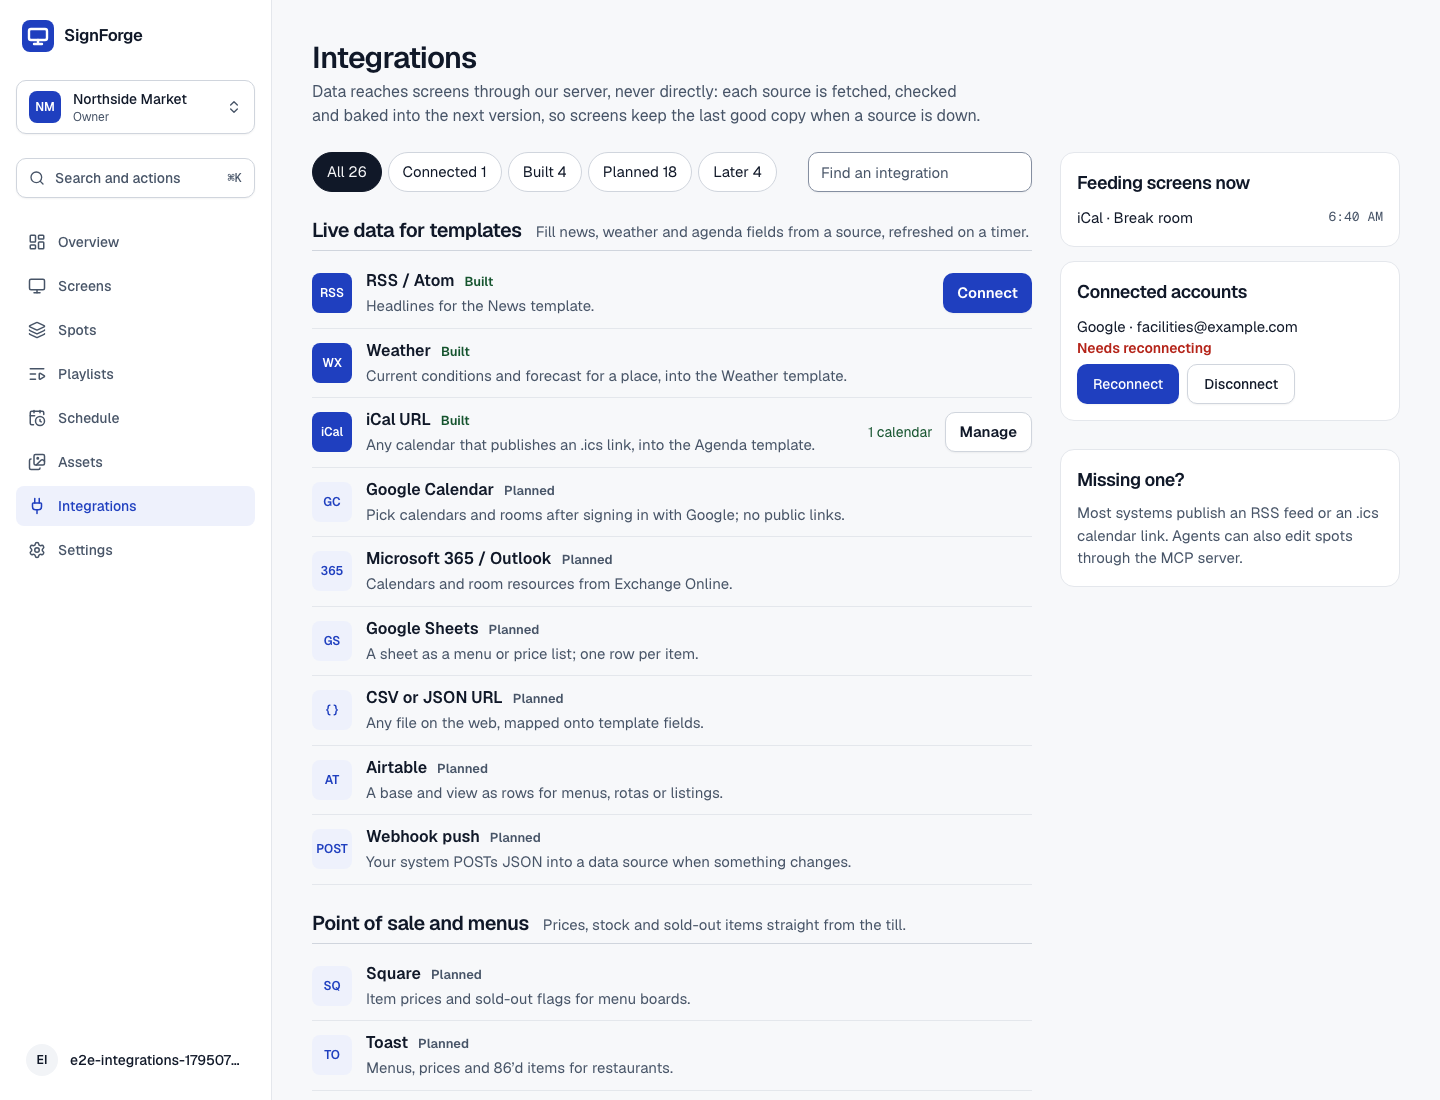 SignForge
NM
Northside Market
Owner
Search and actions
⌘K
Overview
Screens
Spots
Playlists
Schedule
Assets
Integrations
Settings
EI
e2e-integrations-179507...
Integrations
Data reaches screens through our server, never directly: each source is fetched, checked
and baked into the next version, so screens keep the last good copy when a source is down.
All 26
Connected 1
Built 4
Planned 18
Later 4
Find an integration
Live data for templates
Fill news, weather and agenda fields from a source, refreshed on a timer.
RSS
RSS / Atom Built
Headlines for the News template.
Connect
WX
Weather Built
Current conditions and forecast for a place, into the Weather template.
iCal
iCal URL Built
Any calendar that publishes an .ics link, into the Agenda template.
1 calendar
Manage
GC
Google Calendar Planned
Pick calendars and rooms after signing in with Google; no public links.
365
Microsoft 365 / Outlook Planned
Calendars and room resources from Exchange Online.
GS
Google Sheets Planned
A sheet as a menu or price list; one row per item.
{}
CSV or JSON URL Planned
Any file on the web, mapped onto template fields.
AT
Airtable Planned
A base and view as rows for menus, rotas or listings.
POST
Webhook push Planned
Your system POSTs JSON into a data source when something changes.
Point of sale and menus
Prices, stock and sold-out items straight from the till.
SQ
Square Planned
Item prices and sold-out flags for menu boards.
TO
Toast Planned
Menus, prices and 86'd items for restaurants.
Feeding screens now
iCal · Break room
6:40 AM
Connected accounts
Google · facilities@example.com
Needs reconnecting
Reconnect
Disconnect
Missing one?
Most systems publish an RSS feed or an .ics
calendar link. Agents can also edit spots
through the MCP server.